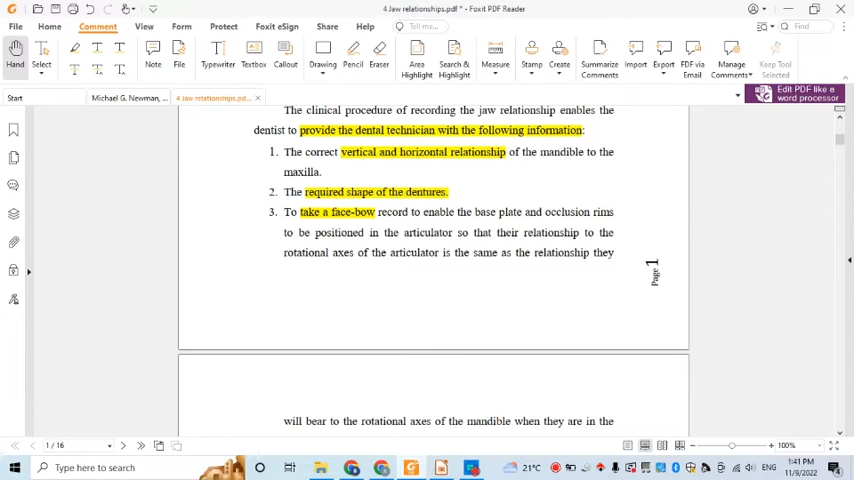 4 Jaw relationships.pdf * - Foxit PDF Reader
File Home Comment View Form Protect Foxit eSign Share Help Tell me... Find
Hand Select Note File Typewriter Textbox Callout Drawing Pencil Eraser Area Highlight Search & Highlight Measure Stamp Create Summarize Comments Import Export FDF via Email Manage Comments Keep Tool Selected
Start Michael G. Newman, ... 4 Jaw relationships.pd... Edit PDF like a word processor
The clinical procedure of recording the jaw relationship enables the
dentist to provide the dental technician with the following information:
1. The correct vertical and horizontal relationship of the mandible to the
maxilla.
2. The required shape of the dentures.
3. To take a face-bow record to enable the base plate and occlusion rims
to be positioned in the articulator so that their relationship to the
rotational axes of the articulator is the same as the relationship they
Page 1
will bear to the rotational axes of the mandible when they are in the
1 / 16 100%
Type here to search 21°C ENG 1:41 PM
11/9/2022 4